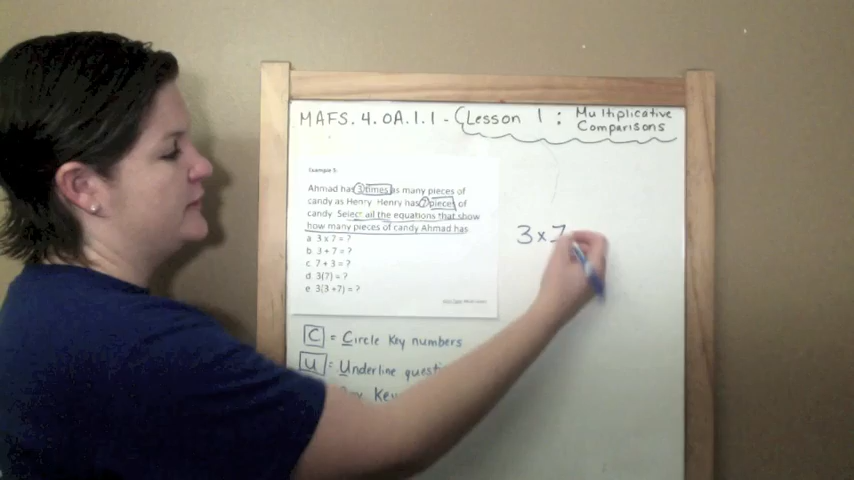 MAFS.4.OA.1.1 - Lesson 1 : Multiplicative
Comparisons
Example 5:
Ahmad has 3 times as many pieces of
candy as Henry. Henry has 7 pieces of
candy. Select all the equations that show
how many pieces of candy Ahmad has
a 3 x 7 = ?
b. 3 + 7 = ?
c. 7 + 3 = ?
d. 3(7) = ?
e. 3(3 + 7) = ?
3 x 7
C = Circle Key numbers
U = Underline questi
Key